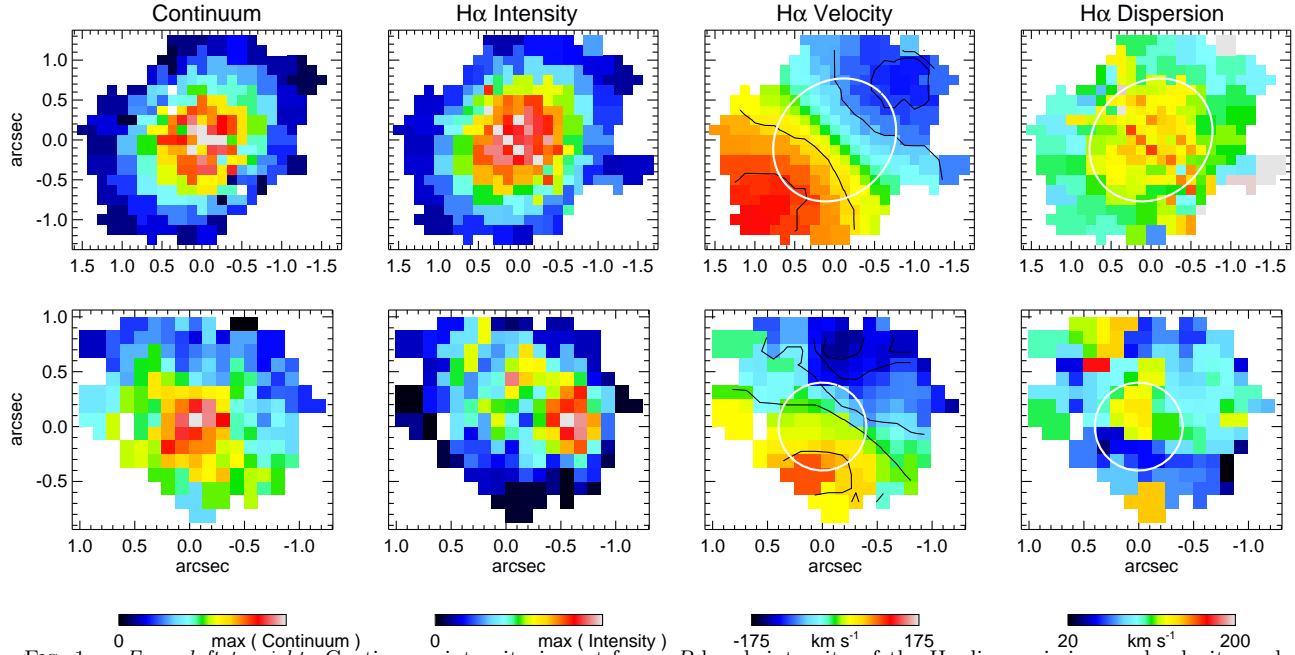 Continuum Hα Intensity Hα Velocity Hα Dispersion
arcsec
1.0
0.5
0.0
-0.5
-1.0
1.5 1.0 0.5 0.0 -0.5 -1.0 -1.5
1.5 1.0 0.5 0.0 -0.5 -1.0 -1.5
1.5 1.0 0.5 0.0 -0.5 -1.0 -1.5
1.5 1.0 0.5 0.0 -0.5 -1.0 -1.5
arcsec
1.0
0.5
0.0
-0.5
1.0 0.5 0.0 -0.5 -1.0
1.0 0.5 0.0 -0.5 -1.0
1.0 0.5 0.0 -0.5 -1.0
1.0 0.5 0.0 -0.5 -1.0
arcsec arcsec arcsec arcsec
0 max ( Continuum )
0 max ( Intensity )
-175 km s-1 175
20 km s-1 200